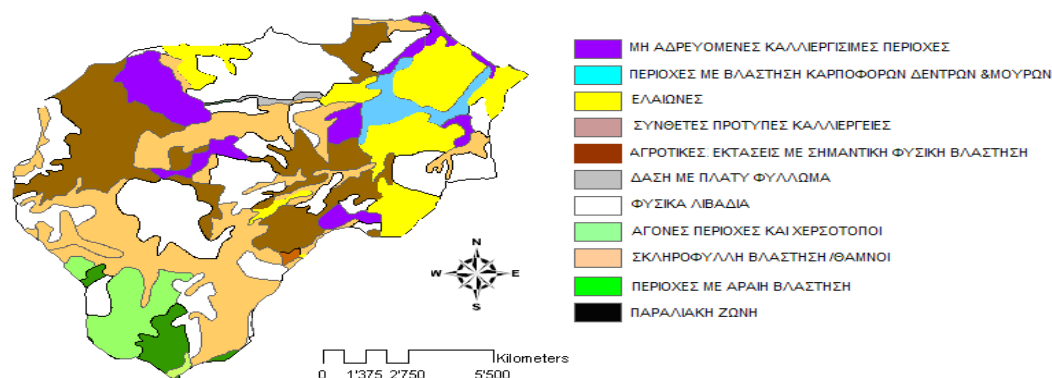 ΜΗ ΑΔΡΕΥΟΜΕΝΕΣ ΚΑΛΛΙΕΡΓΙΣΙΜΕΣ ΠΕΡΙΟΧΕΣ
ΠΕΡΙΟΧΕΣ ΜΕ ΒΛΑΣΤΗΣΗ ΚΑΡΠΟΦΟΡΩΝ ΔΕΝΤΡΩΝ &ΜΟΥΡΩΝ
ΕΛΑΙΩΝΕΣ
ΣΥΝΘΕΤΕΣ ΠΡΟΤΥΠΕΣ ΚΑΛΛΙΕΡΓΕΙΕΣ
ΑΓΡΟΤΙΚΕΣ: ΕΚΤΑΣΕΙΣ ΜΕ ΣΗΜΑΝΤΙΚΗ ΦΥΣΙΚΗ ΒΛΑΣΤΗΣΗ
ΔΑΣΗ ΜΕ ΠΛΑΤΥ ΦΥΛΛΩΜΑ
ΦΥΣΙΚΑ ΛΙΒΑΔΙΑ
ΑΓΟΝΕΣ ΠΕΡΙΟΧΕΣ ΚΑΙ ΧΕΡΣΟΤΟΠΟΙ
ΣΚΛΗΡΟΦΥΛΛΗ ΒΛΑΣΤΗΣΗ /ΘΑΜΝΟΙ
ΠΕΡΙΟΧΕΣ ΜΕ ΑΡΑΙΗ ΒΛΑΣΤΗΣΗ
ΠΑΡΑΛΙΑΚΗ ΖΩΝΗ
N
W E
S
Kilometers
0 1'375 2'750 5'500